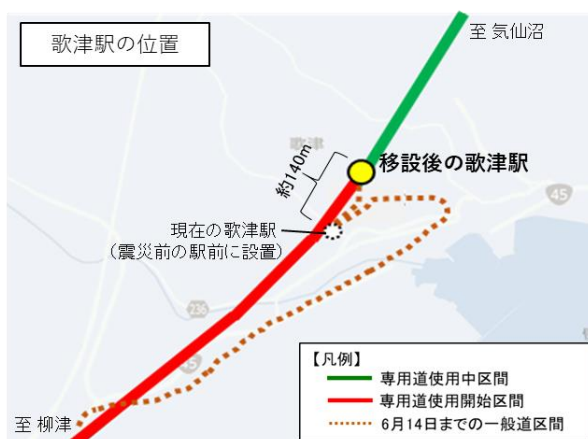 歌津駅の位置
至 気仙沼
歌津
約140m
移設後の歌津駅
45
現在の歌津駅
（震災前の駅前に設置）
236
45
至 柳津
【凡例】
専用道使用中区間
専用道使用開始区間
6月14日までの一般道区間